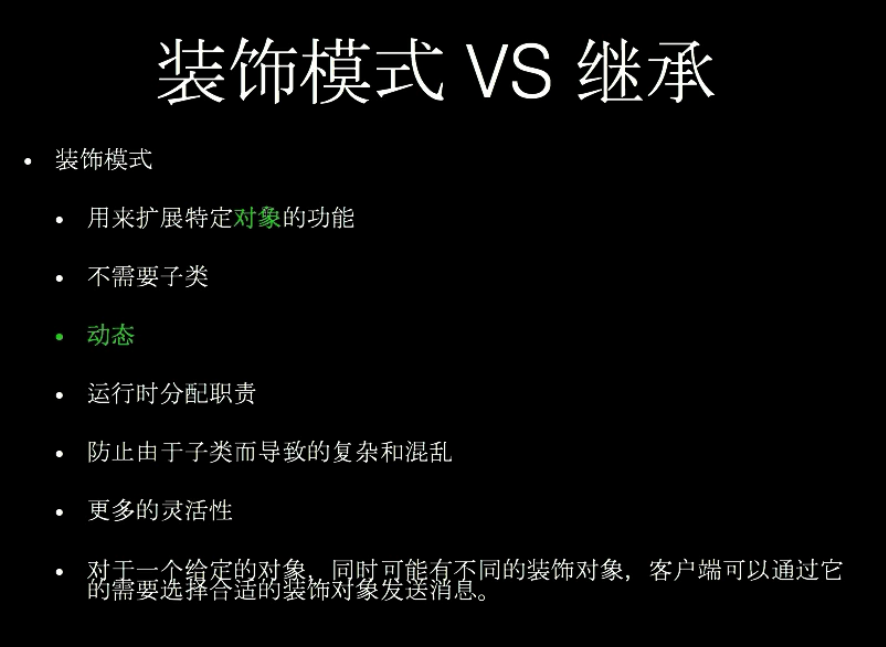 装饰模式 VS 继承
• 装饰模式
• 用来扩展特定对象的功能
• 不需要子类
• 动态
• 运行时分配职责
• 防止由于子类而导致的复杂和混乱
• 更多的灵活性
• 对于一个给定的对象，同时可能有不同的装饰对象，客户端可以通过它
的需要选择合适的装饰对象发送消息。